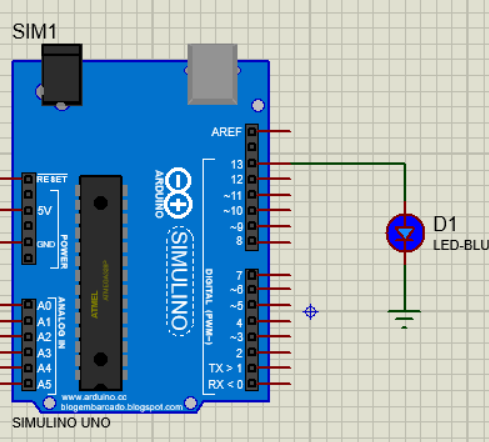 SIM1
AREF
13
12
~11
~10
~9
8
7
~6
~5
4
~3
2
TX > 1
RX < 0
DIGITAL (PWM~)
ARDUINO
SIMULINO
RESET
5V
GND
POWER
A0
A1
A2
A3
A4
A5
ANALOG IN
ATMEL
ATMEGA328P
www.arduino.cc
blogembarcado.blogspot.com
SIMULINO UNO
D1
LED-BLU